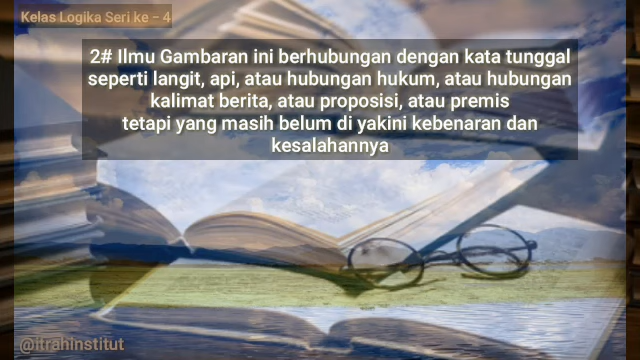 Kelas Logika Seri ke - 4
2# Ilmu Gambaran ini berhubungan dengan kata tunggal
seperti langit, api, atau hubungan hukum, atau hubungan
kalimat berita, atau proposisi, atau premis
tetapi yang masih belum di yakini kebenaran dan
kesalahannya
@itrahinstitut